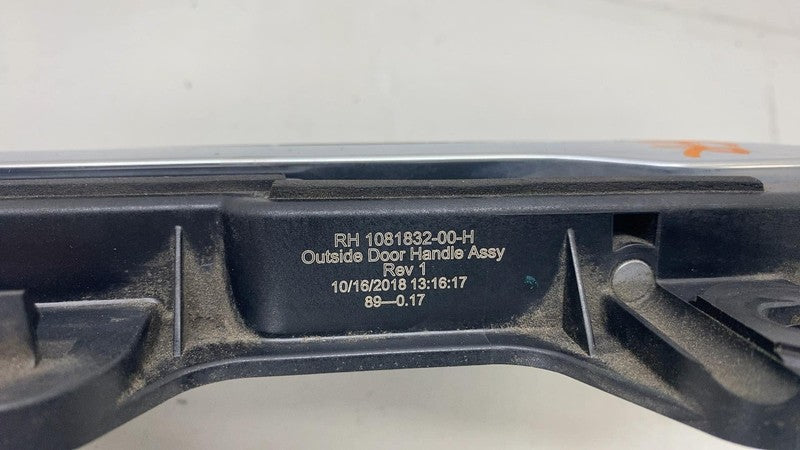 RH 1081832-00-H
Outside Door Handle Assy
Rev 1
10/16/2018 13:16:17
89—0.17